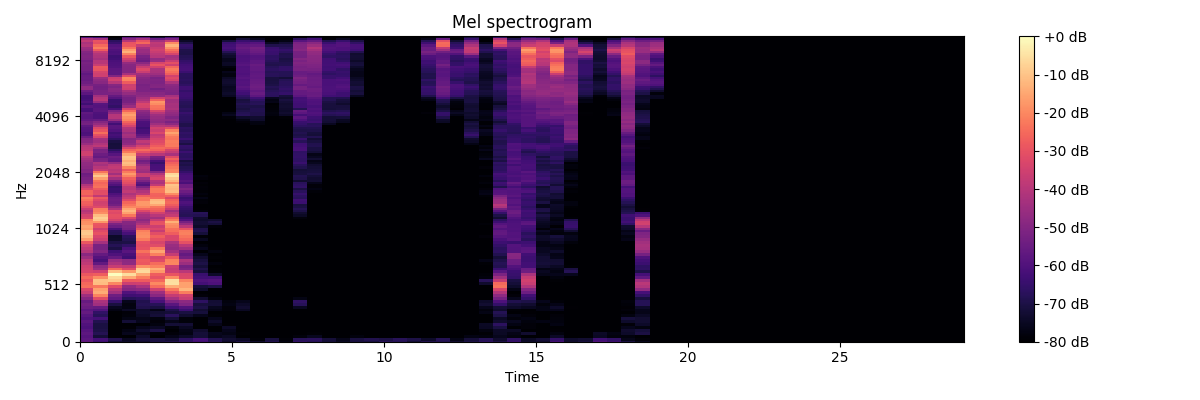 Mel spectrogram
Hz
8192
4096
2048
1024
512
0
0 5 10 15 20 25
Time
+0 dB
-10 dB
-20 dB
-30 dB
-40 dB
-50 dB
-60 dB
-70 dB
-80 dB